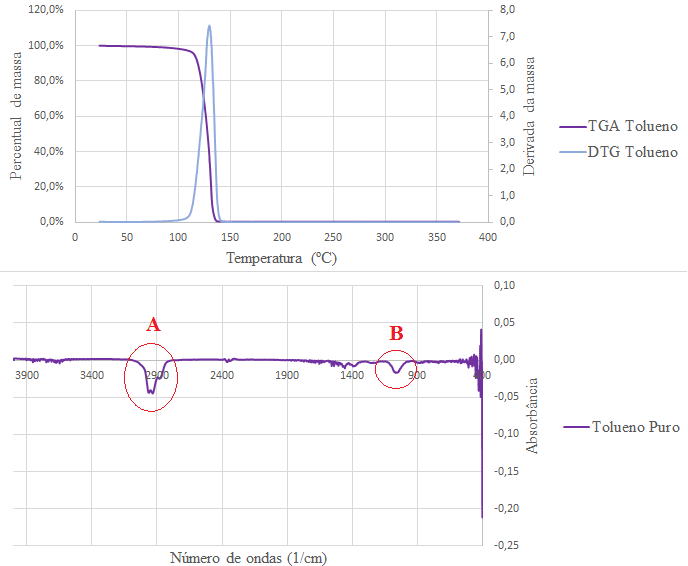 120,0%
100,0%
80,0%
60,0%
40,0%
20,0%
0,0%
Percentual de massa
8,0
7,0
6,0
5,0
4,0
3,0
2,0
1,0
0,0
Derivada da massa
0 50 100 150 200 250 300 350 400
Temperatura (ºC)
TGA Tolueno
DTG Tolueno
A
B
0,10
0,05
0,00
-0,05
-0,10
-0,15
-0,20
-0,25
Absorbância
3900 3400 2900 2400 1900 1400 900 400
Número de ondas (1/cm)
Tolueno Puro